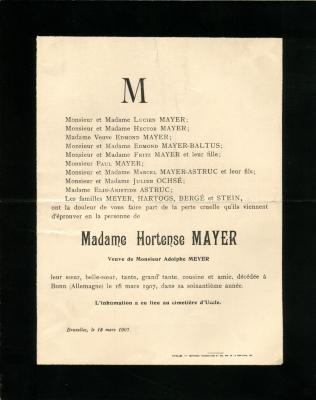 M
Monsieur et Madame Lucien MAYER;
Monsieur et Madame Hector MAYER;
Madame Veuve Edmond MAYER;
Monsieur et Madame Edmond MAYER-BALTUS;
Monsieur et Madame Fritz MAYER et leur fille;
Monsieur Paul MAYER;
Monsieur et Madame Marcel MAYER-ASTRUC et leur fils;
Monsieur et Madame Julien OCHSÉ;
Madame Elie-Aristide ASTRUC;
Les familles MEYER, HARTOGS, BERGÉ et STEIN,
ont la douleur de vous faire part de la perte cruelle qu'ils viennent
d'éprouver en la personne de
Madame Hortense MAYER
Veuve de Monsieur Adolphe MEYER
leur sœur, belle-sœur, tante, grand'tante, cousine et amie, décédée à
Bonn (Allemagne) le 16 mars 1907, dans sa soixantième année.
L'inhumation a eu lieu au cimetière d'Uccle.
Bruxelles, le 18 mars 1907.